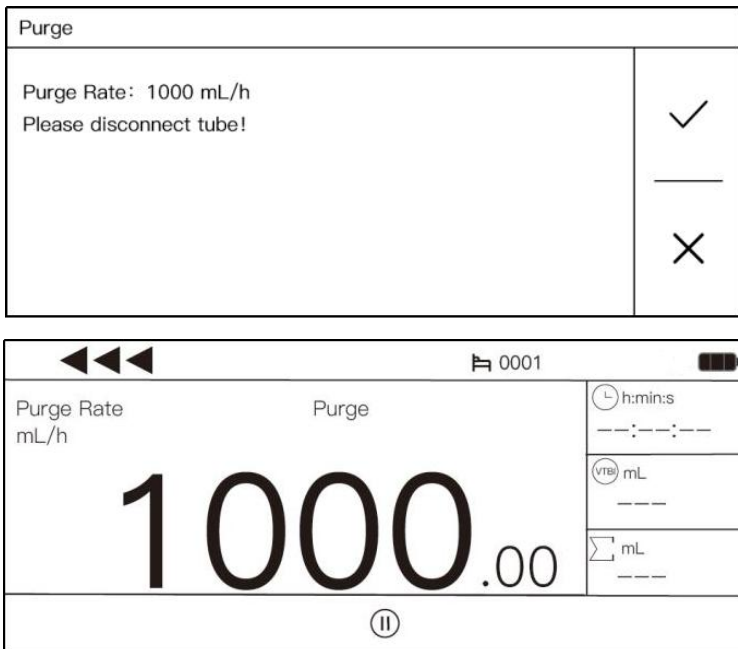 Purge
Purge Rate: 1000 mL/h
Please disconnect tube!
0001
Purge Rate
mL/h
Purge
1000.00
h:min:s
--:--:--
VTBI mL
---
∑ mL
---